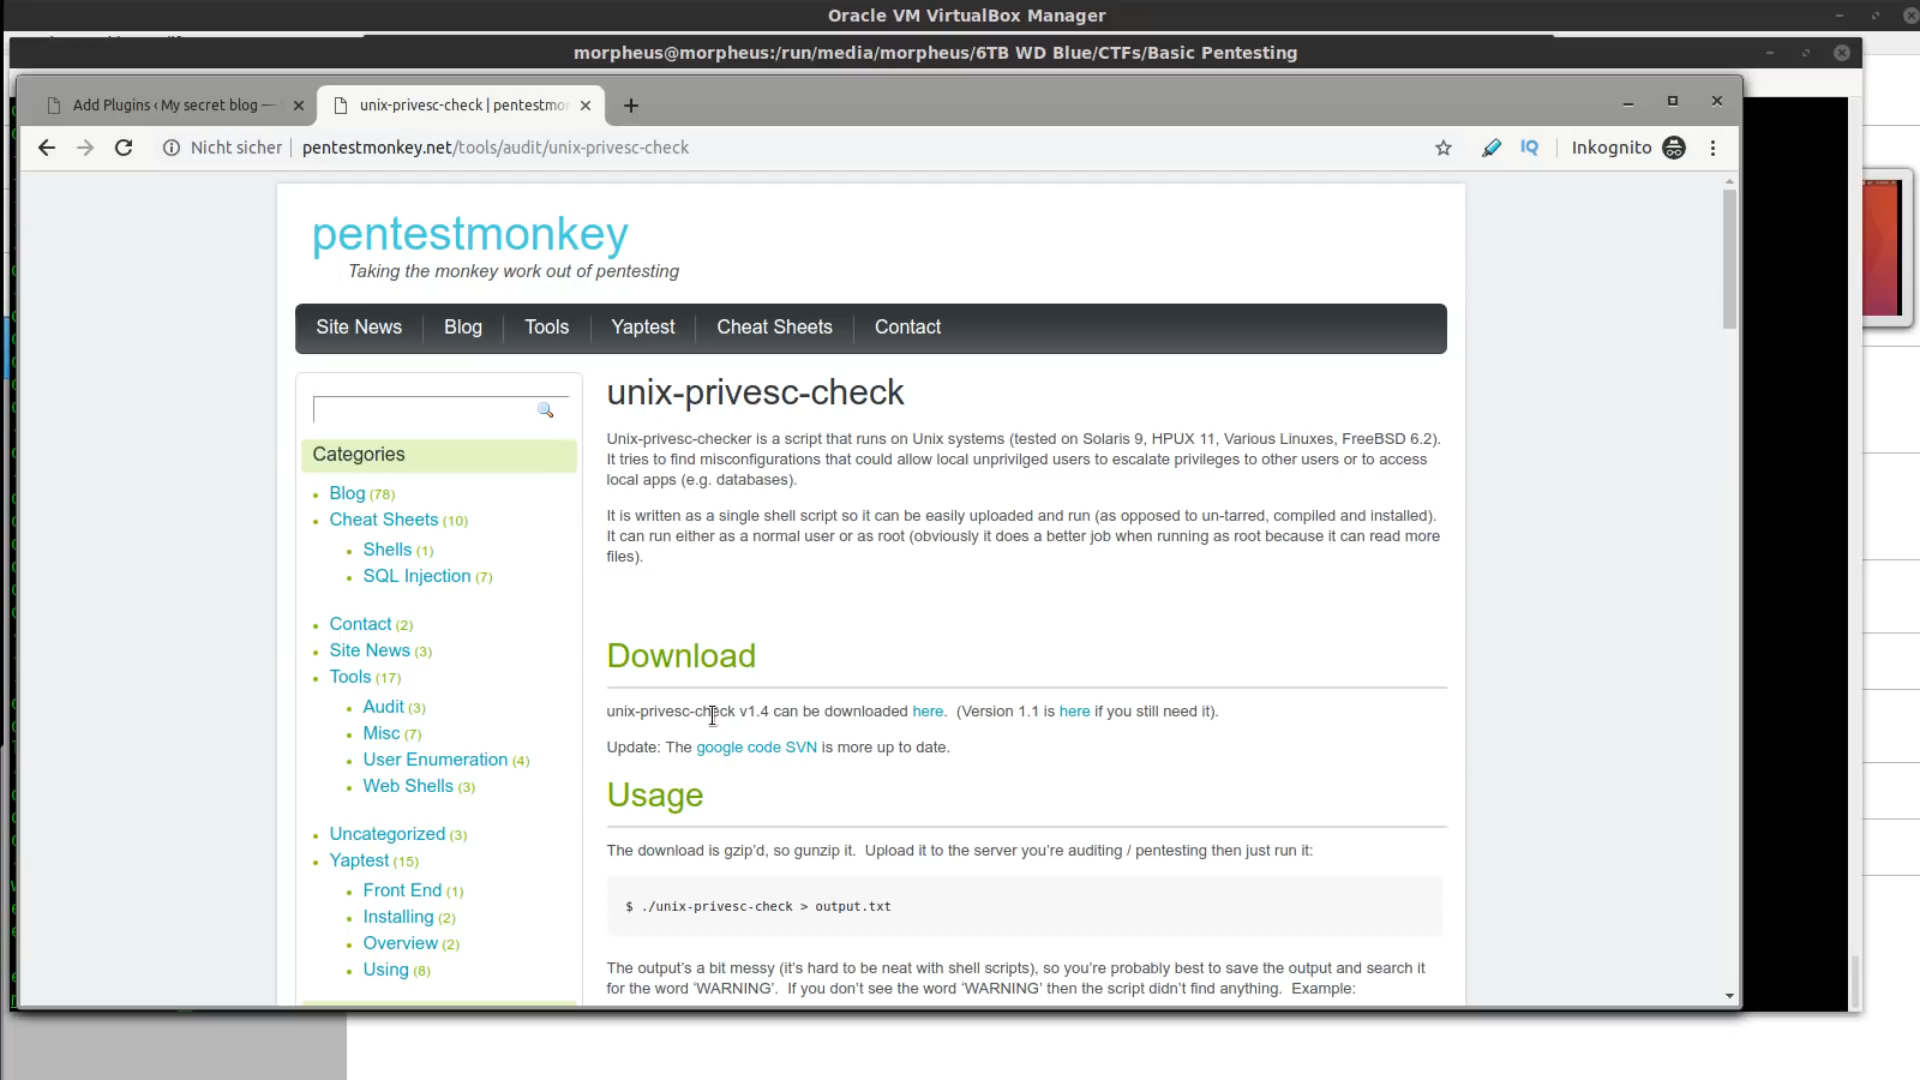 Oracle VM VirtualBox Manager
morpheus@morpheus:/run/media/morpheus/6TB WD Blue/CTFs/Basic Pentesting
Add Plugins ‹ My secret blog —
unix-privesc-check | pentestmo
Nicht sicher
pentestmonkey.net/tools/audit/unix-privesc-check
IQ
Inkognito
pentestmonkey
Taking the monkey work out of pentesting
Site News
Blog
Tools
Yaptest
Cheat Sheets
Contact
Categories
Blog (78)
Cheat Sheets (10)
Shells (1)
SQL Injection (7)
Contact (2)
Site News (3)
Tools (17)
Audit (3)
Misc (7)
User Enumeration (4)
Web Shells (3)
Uncategorized (3)
Yaptest (15)
Front End (1)
Installing (2)
Overview (2)
Using (8)
unix-privesc-check
Unix-privesc-checker is a script that runs on Unix systems (tested on Solaris 9, HPUX 11, Various Linuxes, FreeBSD 6.2).
It tries to find misconfigurations that could allow local unprivilged users to escalate privileges to other users or to access
local apps (e.g. databases).
It is written as a single shell script so it can be easily uploaded and run (as opposed to un-tarred, compiled and installed).
It can run either as a normal user or as root (obviously it does a better job when running as root because it can read more
files).
Download
unix-privesc-check v1.4 can be downloaded here. (Version 1.1 is here if you still need it).
Update: The google code SVN is more up to date.
Usage
The download is gzip’d, so gunzip it. Upload it to the server you’re auditing / pentesting then just run it:
$ ./unix-privesc-check > output.txt
The output’s a bit messy (it’s hard to be neat with shell scripts), so you’re probably best to save the output and search it
for the word ‘WARNING’. If you don’t see the word ‘WARNING’ then the script didn’t find anything. Example: